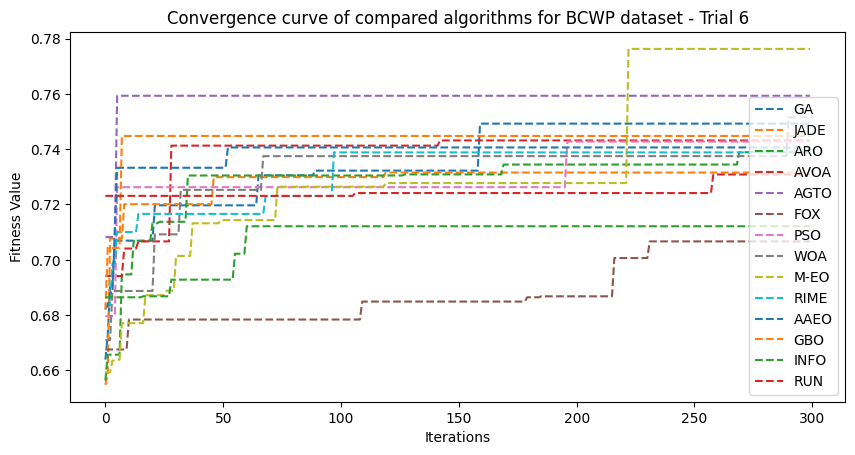 Convergence curve of compared algorithms for BCWP dataset - Trial 6
Fitness Value
0.78
0.76
0.74
0.72
0.70
0.68
0.66
GA
JADE
ARO
AVOA
AGTO
FOX
PSO
WOA
M-EO
RIME
AAEO
GBO
INFO
RUN
0 50 100 150 200 250 300
Iterations